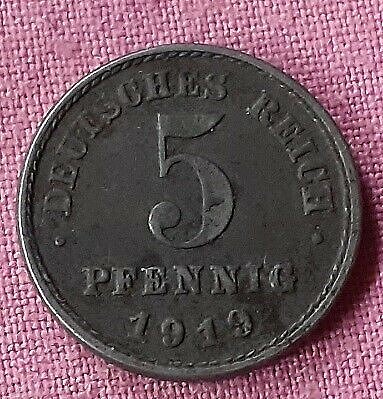 · DEUTSCHES REICH ·
5
PFENNIG
1919